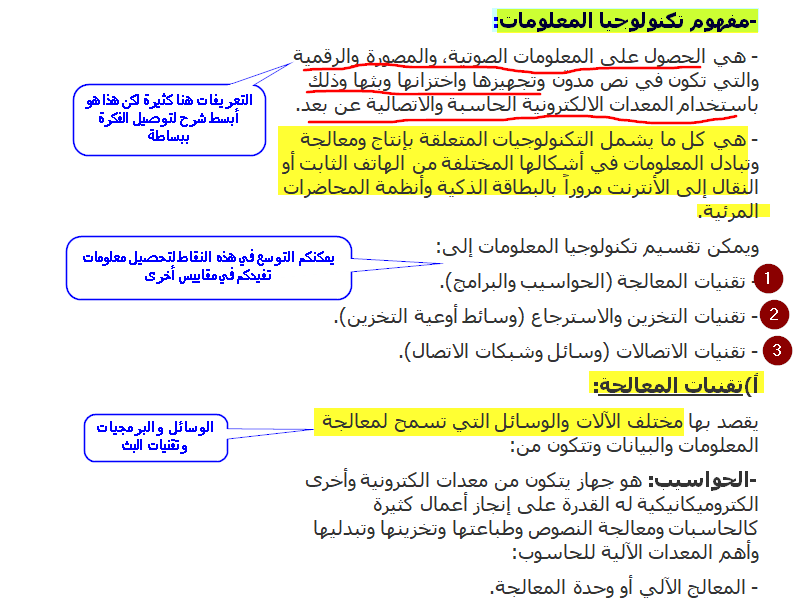 -مفهوم تكنولوجيا المعلومات:
- هي الحصول على المعلومات الصوتية، والمصورة والرقمية
والتي تكون في نص مدون وتجهيزها واختزانها وبثها وذلك
باستخدام المعدات الالكترونية الحاسبة والاتصالية عن بعد.
التعريفات هنا كثيرة لكن هذا هو
أبسط شرح لتوصيل الفكرة
ببساطة
- هي كل ما يشمل التكنولوجيات المتعلقة بإنتاج ومعالجة
وتبادل المعلومات في أشكالها المختلفة من الهاتف الثابت أو
النقال إلى الأنترنت مروراً بالبطاقة الذكية وأنظمة المحاضرات
المرئية.
ويمكن تقسيم تكنولوجيا المعلومات إلى:
يمكنكم التوسع في هذه النقاط لتحصيل معلومات
تفيدكم في مقاييس أخرى
1 - تقنيات المعالجة (الحواسيب والبرامج).
2 - تقنيات التخزين والاسترجاع (وسائط أوعية التخزين).
3 - تقنيات الاتصالات (وسائل وشبكات الاتصال).
أ)تقنيات المعالجة:
يقصد بها مختلف الآلات والوسائل التي تسمح لمعالجة
المعلومات والبيانات وتتكون من:
الوسائل والبرمجيات
وتقنيات البث
-الحواسيب: هو جهاز يتكون من معدات الكترونية وأخرى
الكتروميكانيكية له القدرة على إنجاز أعمال كثيرة
كالحاسبات ومعالجة النصوص وطباعتها وتخزينها وتبدليها
وأهم المعدات الآلية للحاسوب:
- المعالج الآلي أو وحدة المعالجة.